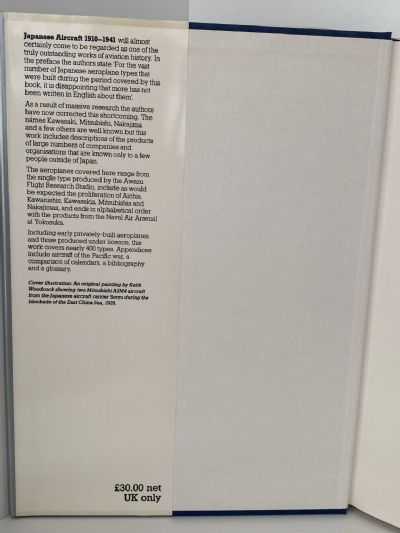 Japanese Aircraft 1910–1941 will almost
certainly come to be regarded as one of the
truly outstanding works of aviation history. In
the preface the authors state 'For the vast
number of Japanese aeroplane types that
were built during the period covered by this
book, it is disappointing that more has not
been written in English about them'.
As a result of massive research the authors
have now corrected this shortcoming. The
names Kawasaki, Mitsubishi, Nakajima
and a few others are well known but this
work includes descriptions of the products
of large numbers of companies and
organisations that are known only to a few
people outside of Japan.
The aeroplanes covered here range from
the single type produced by the Awazu
Flight Research Studio, include as would
be expected the proliferation of Aichis,
Kawanishis, Kawasakis, Mitsubishis and
Nakajimas, and ends in alphabetical order
with the products from the Naval Air Arsenal
at Yokosuka.
Including early privately-built aeroplanes
and those produced under licence, this
work covers nearly 400 types. Appendices
include aircraft of the Pacific war, a
comparison of calendars, a bibliography
and a glossary.
Cover illustration: An original painting by Keith
Woodcock showing two Mitsubishi A5M4 aircraft
from the Japanese aircraft carrier Soryu during the
blockade of the East China Sea, 1939.
£30.00 net
UK only